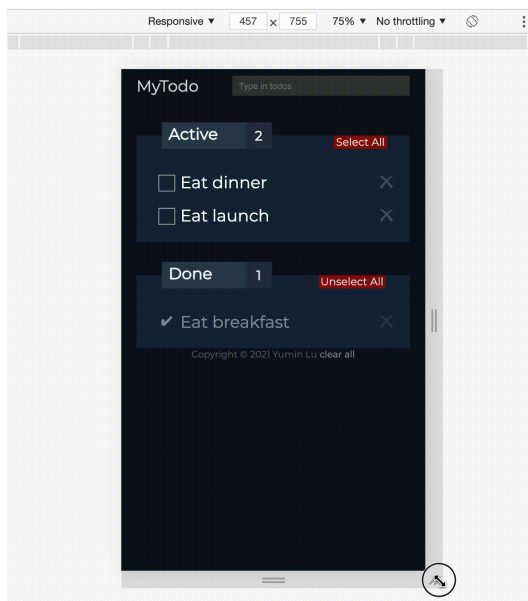 Responsive ▼ 457 x 755 75% ▼ No throttling ▼
MyTodo Type in todos
Active 2 Select All
Eat dinner
Eat launch
Done 1 Unselect All
✔ Eat breakfast
Copyright © 2021 Yumin Lu clear all